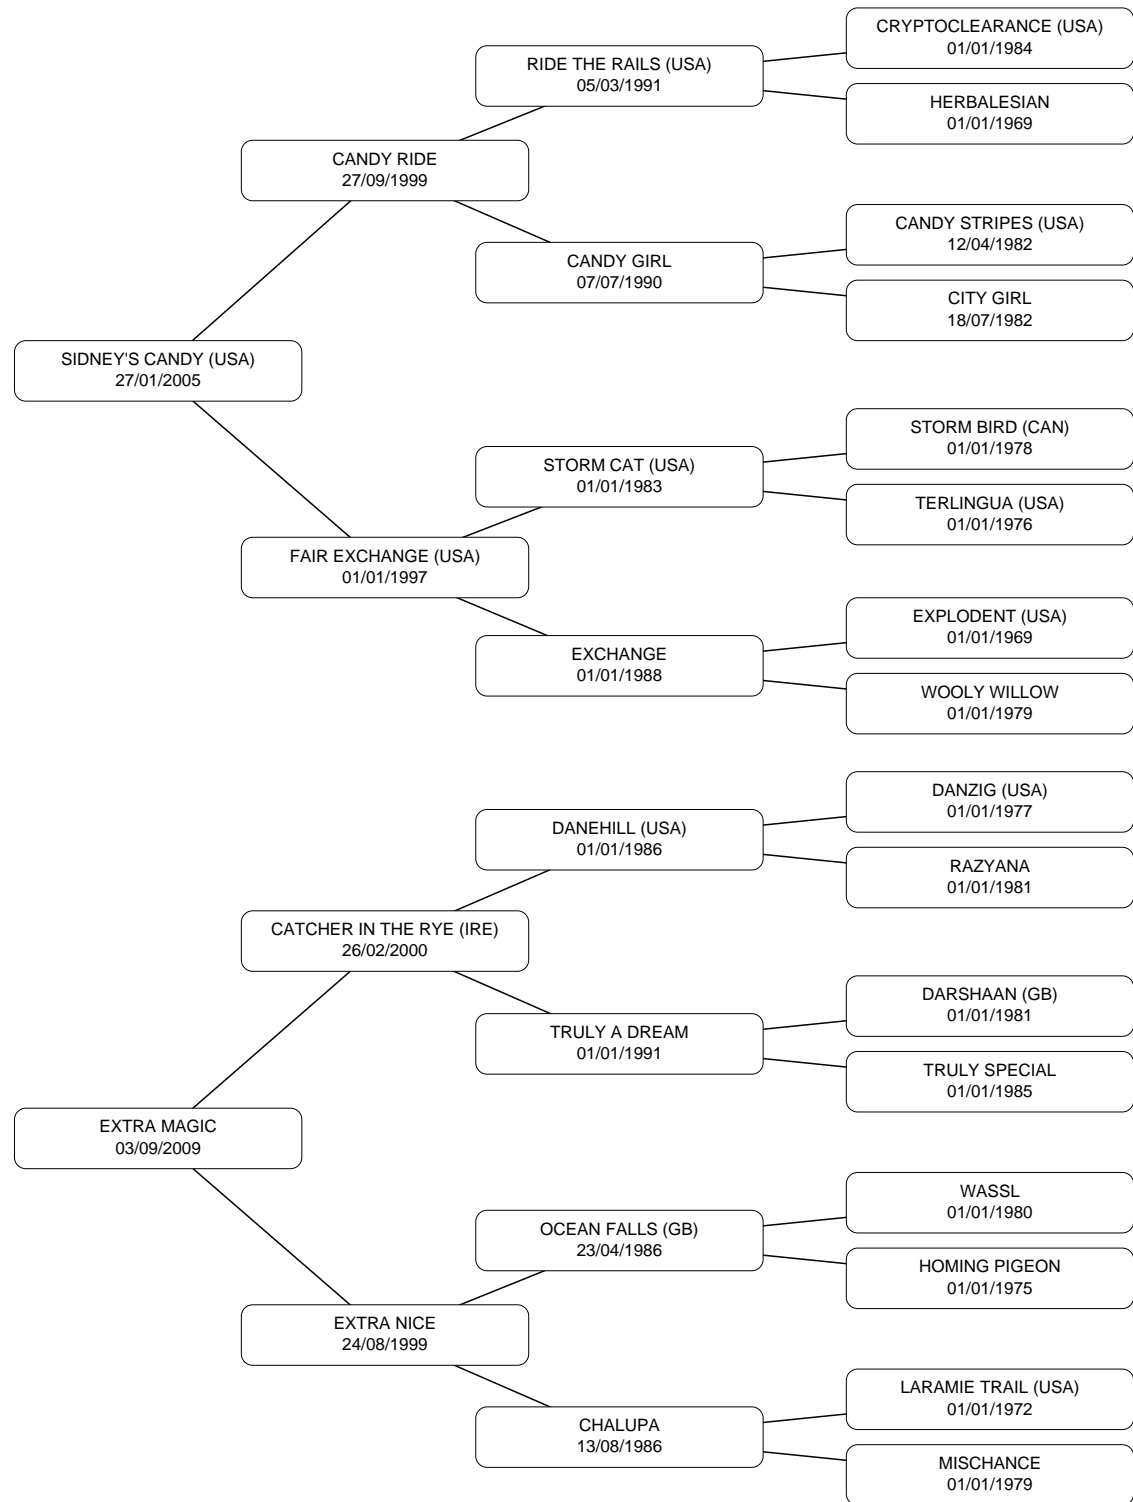 CRYPTOCLEARANCE (USA)
01/01/1984
RIDE THE RAILS (USA)
05/03/1991
HERBALESIAN
01/01/1969
CANDY RIDE
27/09/1999
CANDY STRIPES (USA)
12/04/1982
CANDY GIRL
07/07/1990
CITY GIRL
18/07/1982
SIDNEY'S CANDY (USA)
27/01/2005
STORM BIRD (CAN)
01/01/1978
STORM CAT (USA)
01/01/1983
TERLINGUA (USA)
01/01/1976
FAIR EXCHANGE (USA)
01/01/1997
EXPLODENT (USA)
01/01/1969
EXCHANGE
01/01/1988
WOOLY WILLOW
01/01/1979
DANZIG (USA)
01/01/1977
DANEHILL (USA)
01/01/1986
RAZYANA
01/01/1981
CATCHER IN THE RYE (IRE)
26/02/2000
DARSHAAN (GB)
01/01/1981
TRULY A DREAM
01/01/1991
TRULY SPECIAL
01/01/1985
EXTRA MAGIC
03/09/2009
WASSL
01/01/1980
OCEAN FALLS (GB)
23/04/1986
HOMING PIGEON
01/01/1975
EXTRA NICE
24/08/1999
LARAMIE TRAIL (USA)
01/01/1972
CHALUPA
13/08/1986
MISCHANCE
01/01/1979